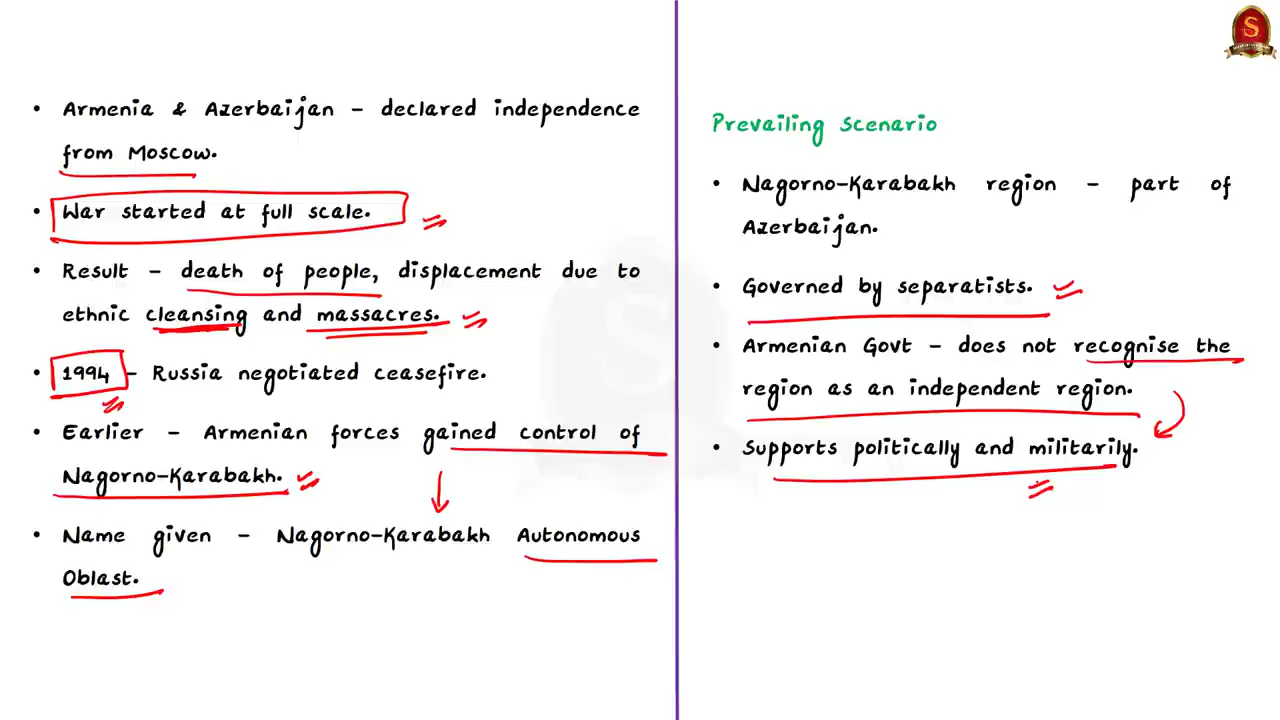 • Armenia & Azerbaijan – declared independence
from Moscow.
• War started at full scale.
• Result – death of people, displacement due to
ethnic cleansing and massacres.
• 1994 – Russia negotiated ceasefire.
• Earlier – Armenian forces gained control of
Nagorno-Karabakh.
• Name given – Nagorno-Karabakh Autonomous
Oblast.
Prevailing scenario
• Nagorno-Karabakh region – part of
Azerbaijan.
• Governed by separatists.
• Armenian Govt – does not recognise the
region as an independent region.
• Supports politically and militarily.
S